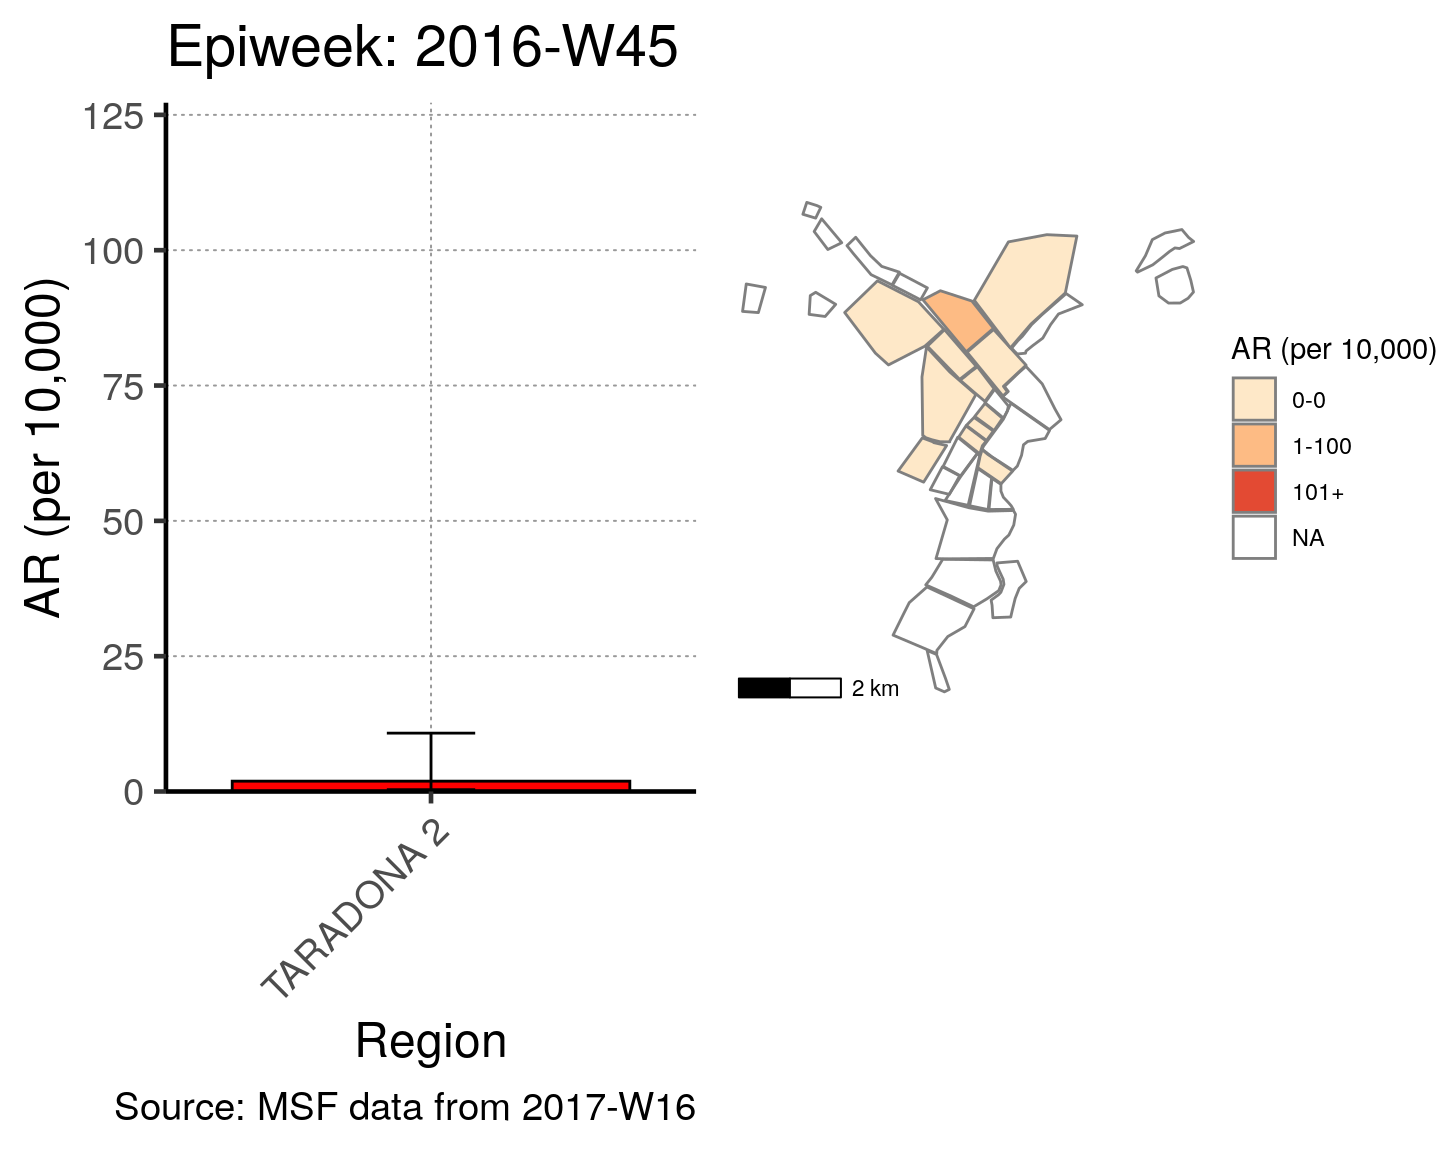 Epiweek: 2016-W45
AR (per 10,000)
125
100
75
50
25
0
TARADONA 2
Region
Source: MSF data from 2017-W16
2 km
AR (per 10,000)
0-0
1-100
101+
NA